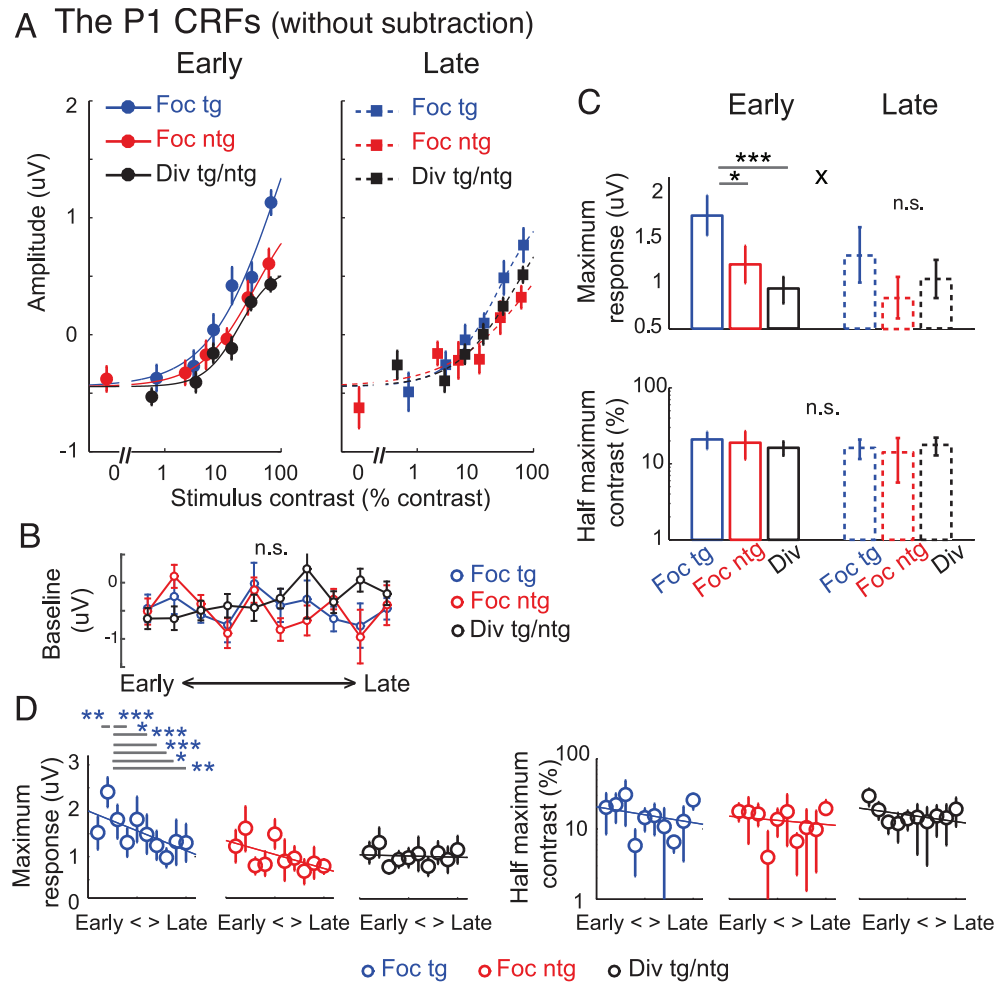 A The P1 CRFs (without subtraction)
Early Late
Amplitude (uV)
2
1
0
-1
Foc tg
Foc ntg
Div tg/ntg
Foc tg
Foc ntg
Div tg/ntg
0 1 10 100 0 1 10 100
Stimulus contrast (% contrast)
C
Early Late
Maximum
response (uV)
2
1.5
1
0.5
***
*
x
n.s.
Half maximum
contrast (%)
100
10
1
n.s.
Foc tg Foc ntg Div Foc tg Foc ntg Div
B
Baseline
(uV)
0
-1
n.s.
Early Late
Foc tg
Foc ntg
Div tg/ntg
D
Maximum
response (uV)
3
2
1
0
** ***
*
***
***
*
**
Early < > Late Early < > Late Early < > Late
Half maximum
contrast (%)
100
10
1
Early < > Late Early < > Late Early < > Late
Foc tg Foc ntg Div tg/ntg